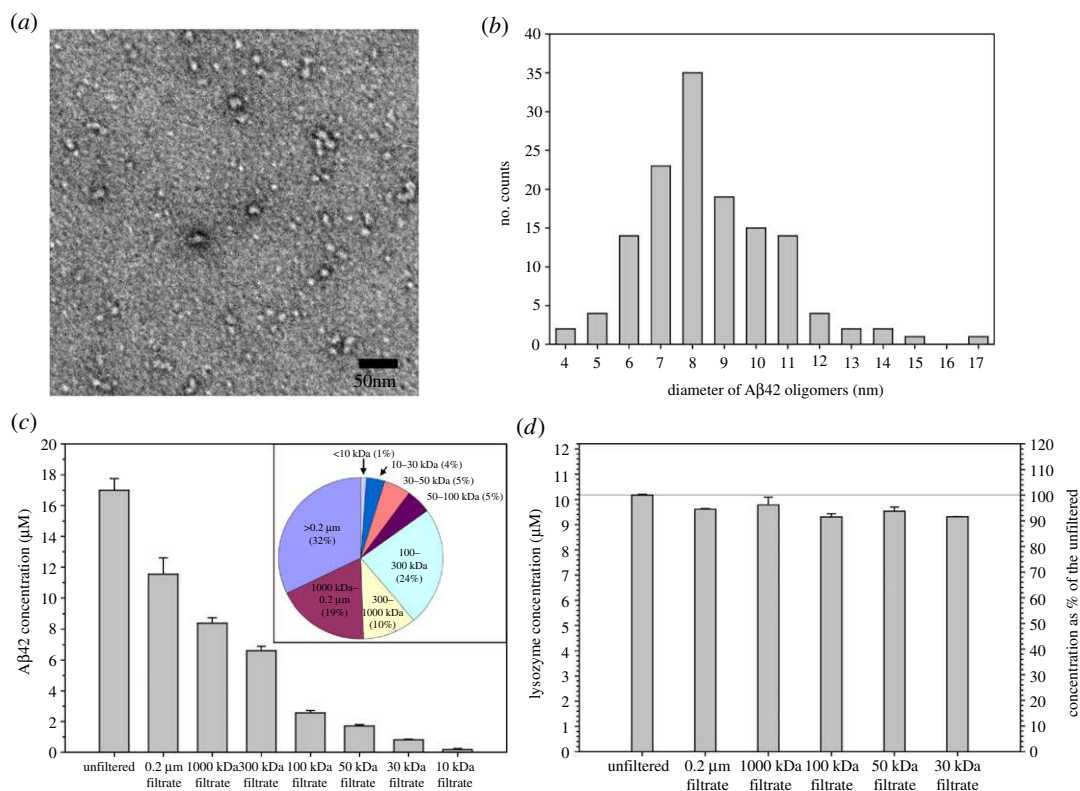 (a)
50nm
(b)
40
35
30
25
20
15
10
5
0
no. counts
4 5 6 7 8 9 10 11 12 13 14 15 16 17
diameter of Aβ42 oligomers (nm)
(c)
20
18
16
14
12
10
8
6
4
2
0
Aβ42 concentration (µM)
<10 kDa (1%)
10–30 kDa (4%)
30–50 kDa (5%)
50–100 kDa (5%)
>0.2 µm
(32%)
100–
300 kDa
(24%)
1000 kDa–
0.2 µm
(19%)
300–
1000 kDa
(10%)
unfiltered 0.2 µm 1000 kDa 300 kDa 100 kDa 50 kDa 30 kDa 10 kDa
filtrate filtrate filtrate filtrate filtrate filtrate filtrate
(d)
12
11
10
9
8
7
6
5
4
3
2
1
0
lysozyme concentration (µM)
120
110
100
90
80
70
60
50
40
30
20
10
0
concentration as % of the unfiltered
unfiltered 0.2 µm 1000 kDa 100 kDa 50 kDa 30 kDa
filtrate filtrate filtrate filtrate filtrate